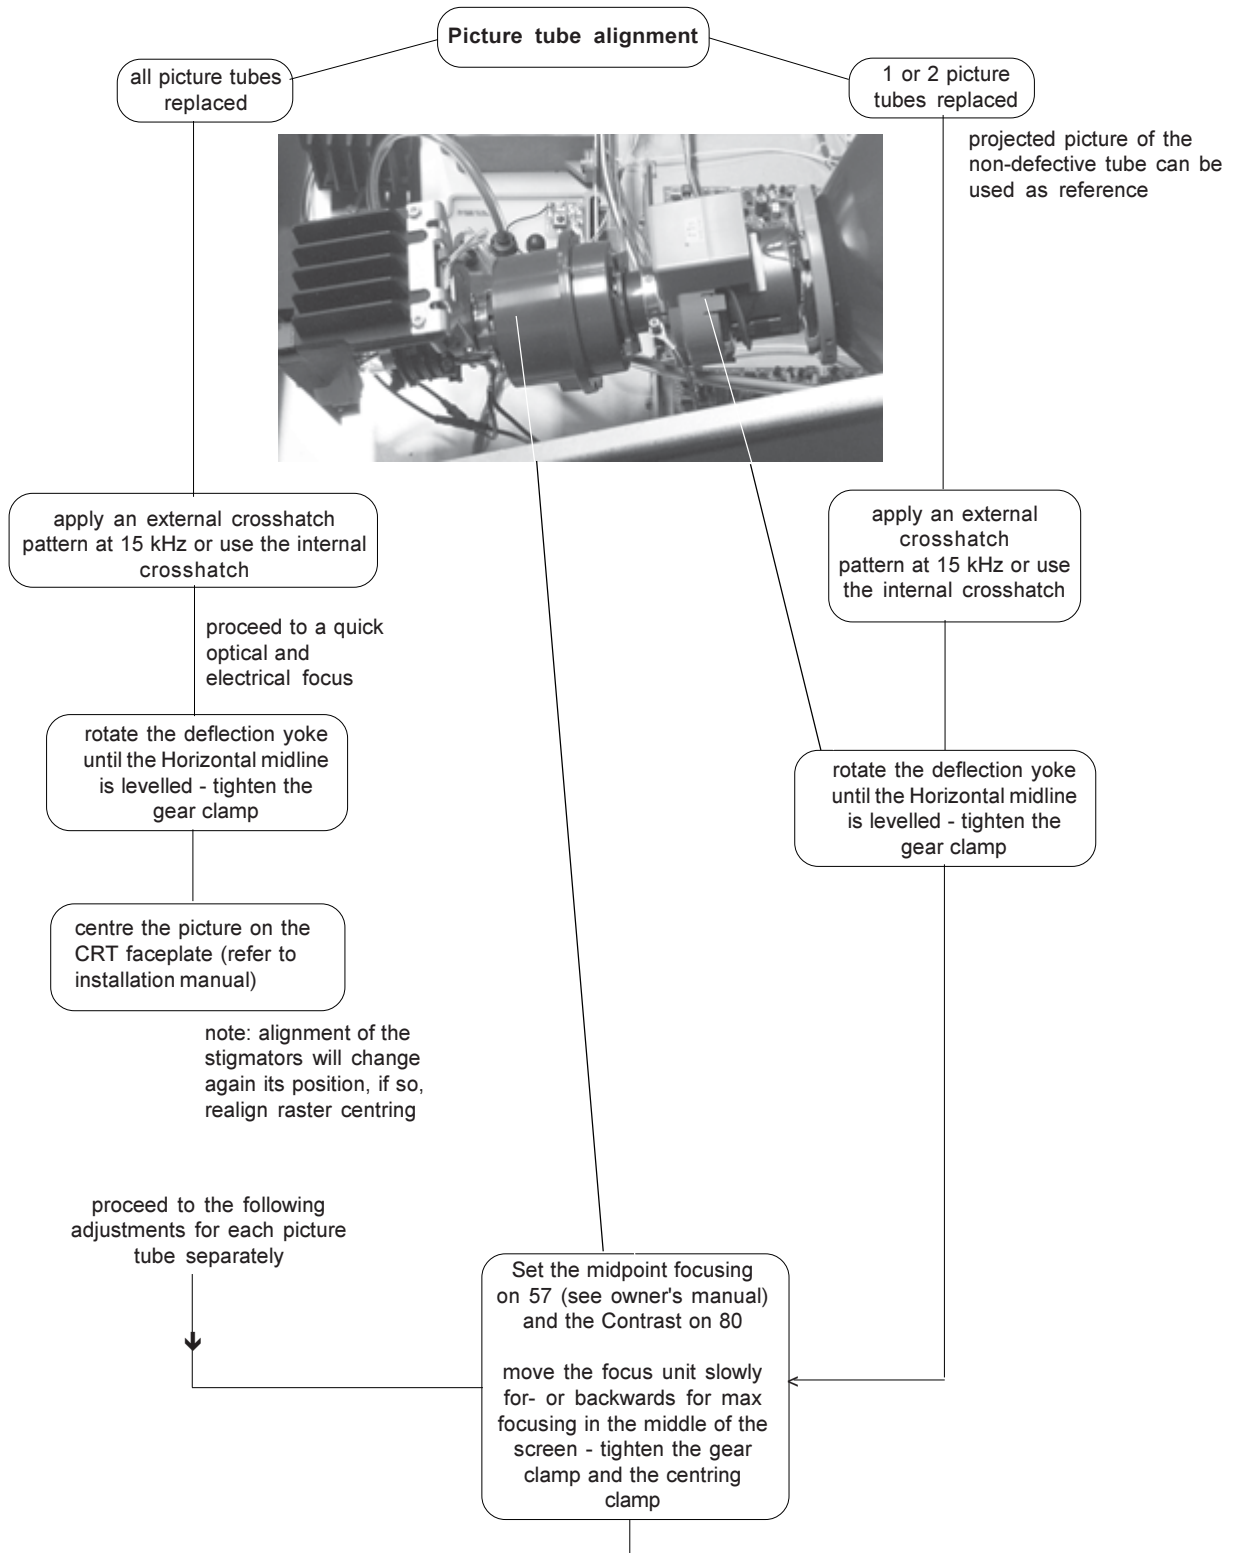 Picture tube alignment
all picture tubes
replaced
1 or 2 picture
tubes replaced
projected picture of the
non-defective tube can be
used as reference
apply an external crosshatch
pattern at 15 kHz or use the internal
crosshatch
apply an external
crosshatch
pattern at 15 kHz or use
the internal crosshatch
proceed to a quick
optical and
electrical focus
rotate the deflection yoke
until the Horizontal midline
is levelled - tighten the
gear clamp
rotate the deflection yoke
until the Horizontal midline
is levelled - tighten the
gear clamp
centre the picture on the
CRT faceplate (refer to
installation manual)
note: alignment of the
stigmators will change
again its position, if so,
realign raster centring
proceed to the following
adjustments for each picture
tube separately
Set the midpoint focusing
on 57 (see owner's manual)
and the Contrast on 80
move the focus unit slowly
for- or backwards for max
focusing in the middle of the
screen - tighten the gear
clamp and the centring
clamp